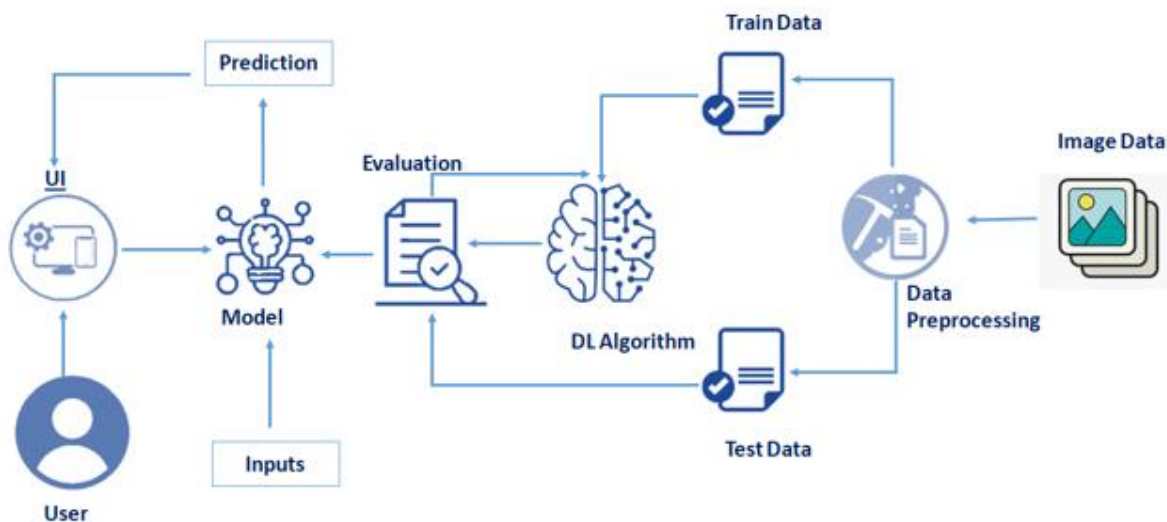 Train Data
Prediction
Image Data
Evaluation
UI
Model
Data
Preprocessing
DL Algorithm
Inputs
Test Data
User